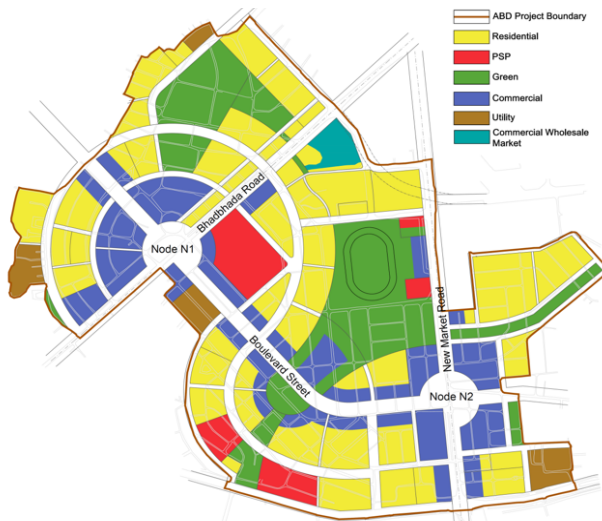 ABD Project Boundary
Residential
PSP
Green
Commercial
Utility
Commercial Wholesale
Market
Bhadbhada Road
Node N1
New Market Road
Boulevard Street
Node N2